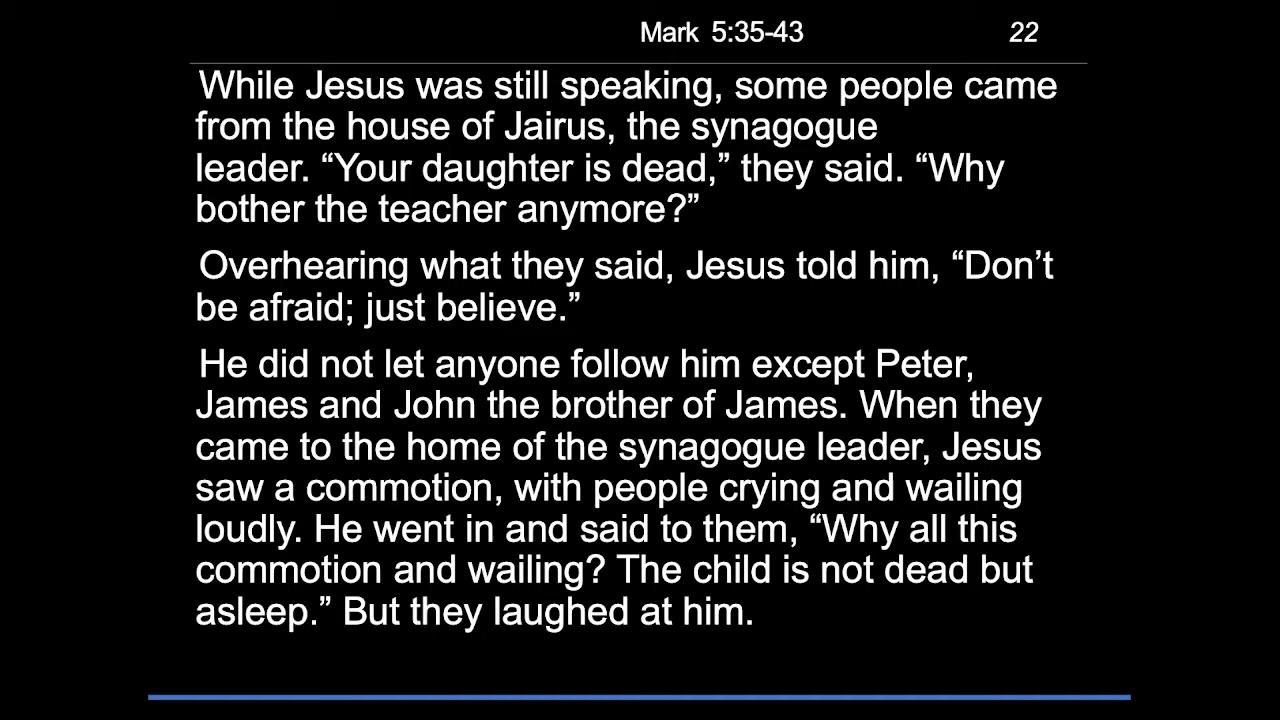 Mark 5:35-43 22
While Jesus was still speaking, some people came
from the house of Jairus, the synagogue
leader. “Your daughter is dead,” they said. “Why
bother the teacher anymore?”
Overhearing what they said, Jesus told him, “Don’t
be afraid; just believe.”
He did not let anyone follow him except Peter,
James and John the brother of James. When they
came to the home of the synagogue leader, Jesus
saw a commotion, with people crying and wailing
loudly. He went in and said to them, “Why all this
commotion and wailing? The child is not dead but
asleep.” But they laughed at him.